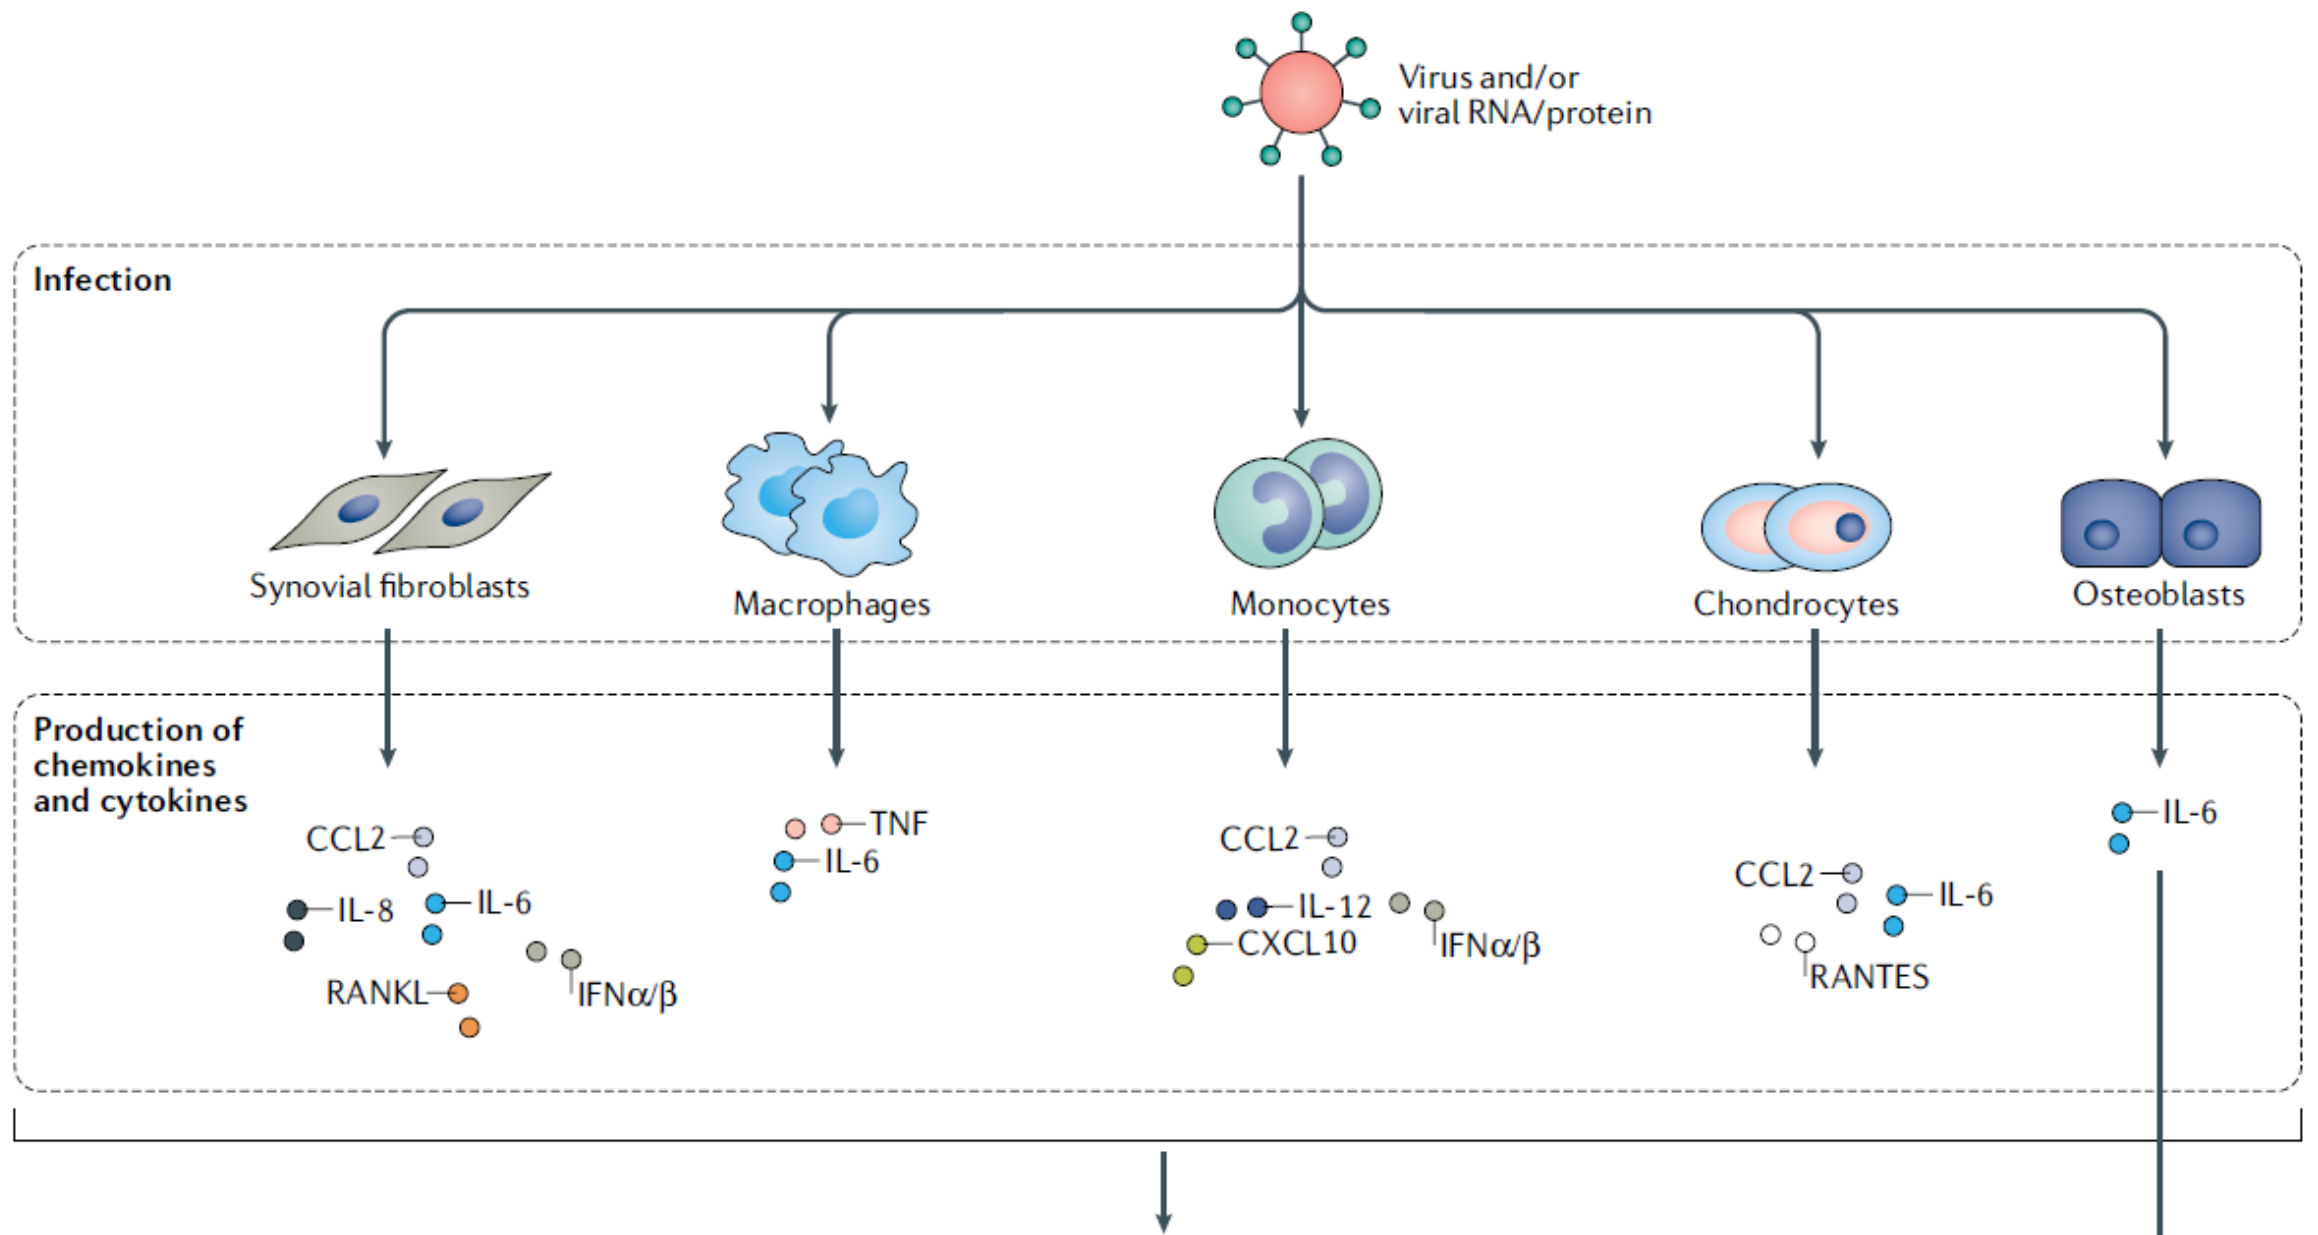 Virus and/or
viral RNA/protein
Infection
Synovial fibroblasts
Macrophages
Monocytes
Chondrocytes
Osteoblasts
Production of
chemokines
and cytokines
CCL2
IL-8
IL-6
RANKL
IFNα/β
TNF
IL-6
CCL2
IL-12
CXCL10
IFNα/β
CCL2
IL-6
RANTES
IL-6